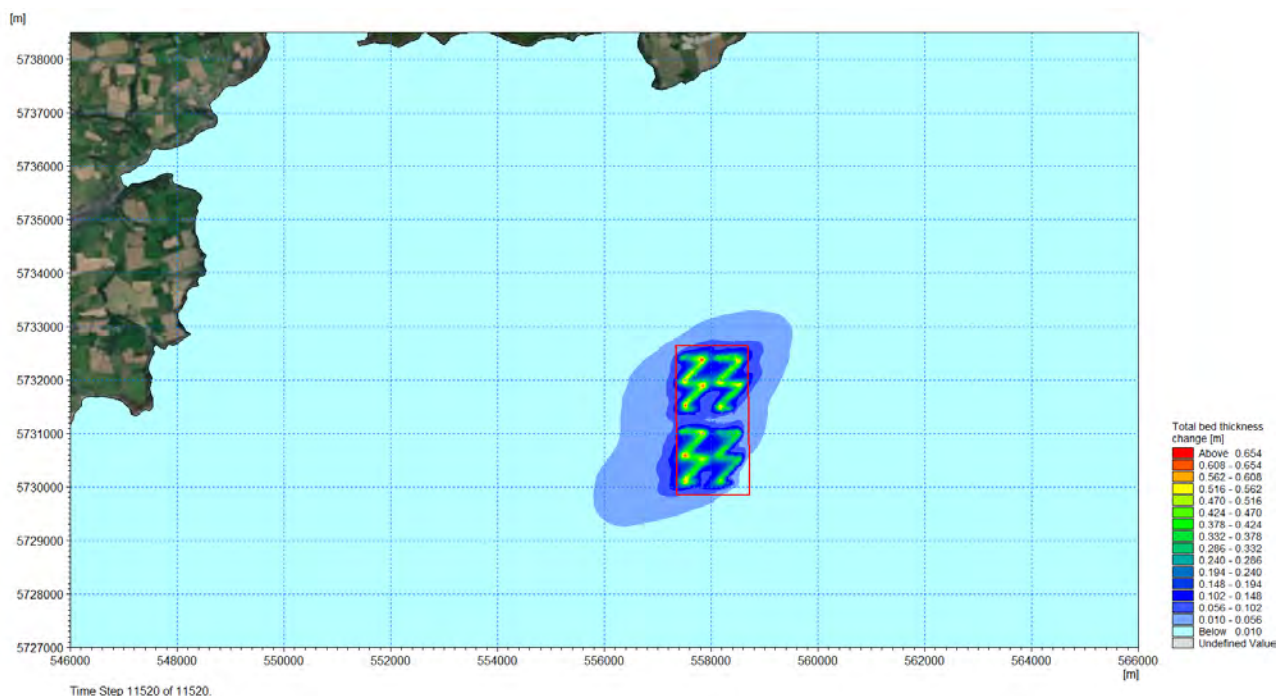 [m]
5738000
5737000
5736000
5735000
5734000
5733000
5732000
5731000
5730000
5729000
5728000
5727000
546000 548000 550000 552000 554000 556000 558000 560000 562000 564000 566000
[m]
Total bed thickness
change [m]
Above 0.654
0.608 - 0.654
0.562 - 0.608
0.516 - 0.562
0.470 - 0.516
0.424 - 0.470
0.378 - 0.424
0.332 - 0.378
0.286 - 0.332
0.240 - 0.286
0.194 - 0.240
0.148 - 0.194
0.102 - 0.148
0.056 - 0.102
0.010 - 0.056
Below 0.010
Undefined Value
Time Step 11520 of 11520.